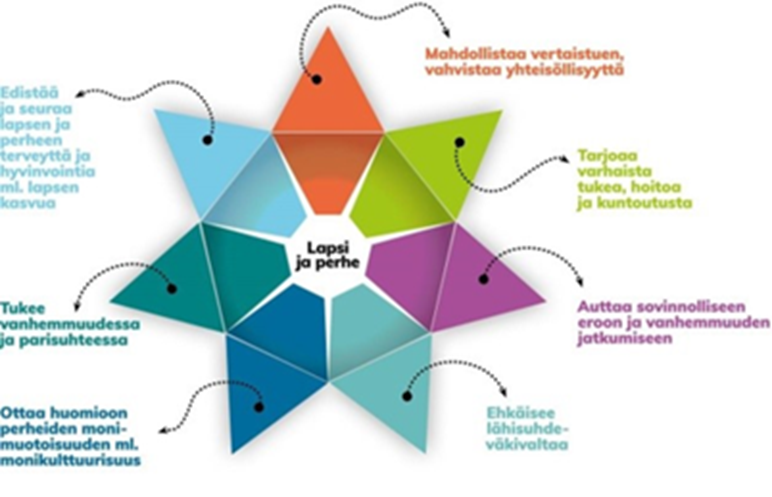 Mahdollistaa vertaistuen,
vahvistaa yhteisöllisyyttä
Tarjoaa
varhaista
tukea, hoitoa
ja kuntoutusta
Auttaa sovinnolliseen
eroon ja vanhemmuuden
jatkumiseen
Ehkäisee
lähisuhde-
väkivaltaa
Ottaa huomioon
perheiden moni-
muotoisuuden ml.
monikulttuurisuus
Tukee
vanhemmuudessa
ja parisuhteessa
Edistää
ja seuraa
lapsen ja
perheen
terveyttä ja
hyvinvointia
ml. lapsen
kasvua
Lapsi
ja perhe